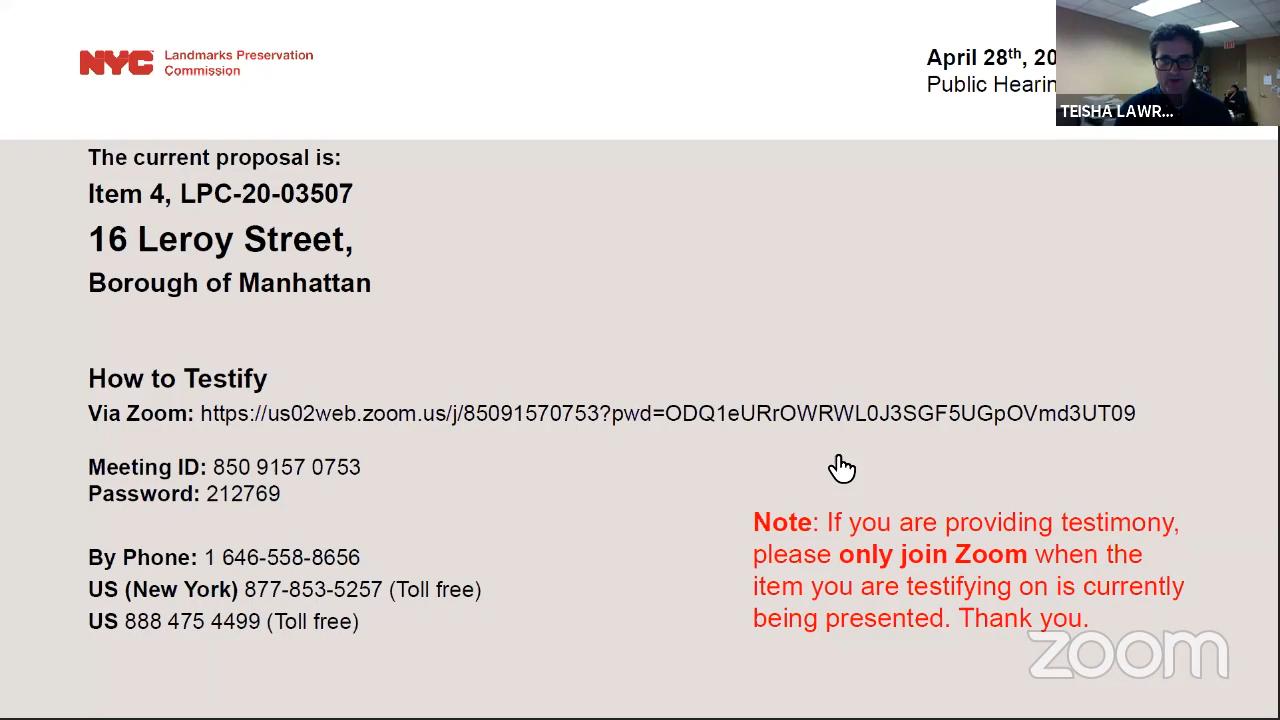 NYC Landmarks Preservation
Commission
April 28th, 20
Public Hearin
TEISHA LAWR...
The current proposal is:
Item 4, LPC-20-03507
16 Leroy Street,
Borough of Manhattan
How to Testify
Via Zoom: https://us02web.zoom.us/j/85091570753?pwd=ODQ1eURrOWRWL0J3SGF5UGpOVmd3UT09
Meeting ID: 850 9157 0753
Password: 212769
By Phone: 1 646-558-8656
US (New York) 877-853-5257 (Toll free)
US 888 475 4499 (Toll free)
Note: If you are providing testimony,
please only join Zoom when the
item you are testifying on is currently
being presented. Thank you.
zoom